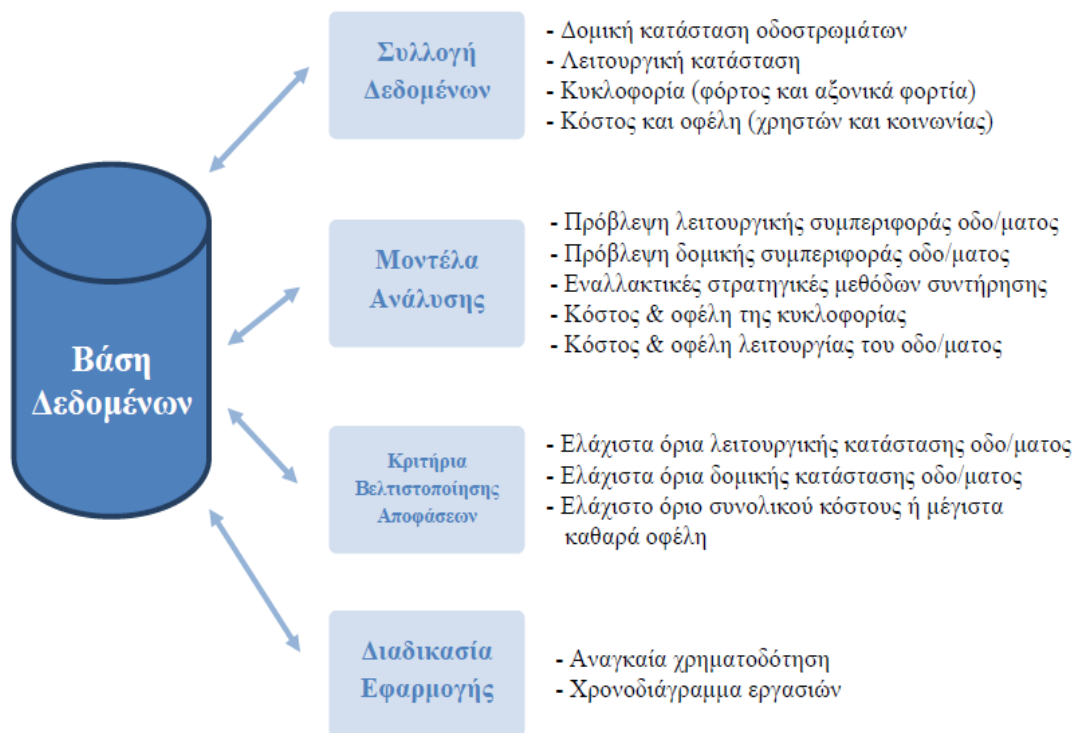 Βάση
Δεδομένων
Συλλογή
Δεδομένων
- Δομική κατάσταση οδοστρωμάτων
- Λειτουργική κατάσταση
- Κυκλοφορία (φόρτος και αξονικά φορτία)
- Κόστος και οφέλη (χρηστών και κοινωνίας)
Μοντέλα
Ανάλυσης
- Πρόβλεψη λειτουργικής συμπεριφοράς οδο/ματος
- Πρόβλεψη δομικής συμπεριφοράς οδο/ματος
- Εναλλακτικές στρατηγικές μεθόδων συντήρησης
- Κόστος & οφέλη της κυκλοφορίας
- Κόστος & οφέλη λειτουργίας του οδο/ματος
Κριτήρια
Βελτιστοποίησης
Αποφάσεων
- Ελάχιστα όρια λειτουργικής κατάστασης οδο/ματος
- Ελάχιστα όρια δομικής κατάστασης οδο/ματος
- Ελάχιστο όριο συνολικού κόστους ή μέγιστα
καθαρά οφέλη
Διαδικασία
Εφαρμογής
- Αναγκαία χρηματοδότηση
- Χρονοδιάγραμμα εργασιών